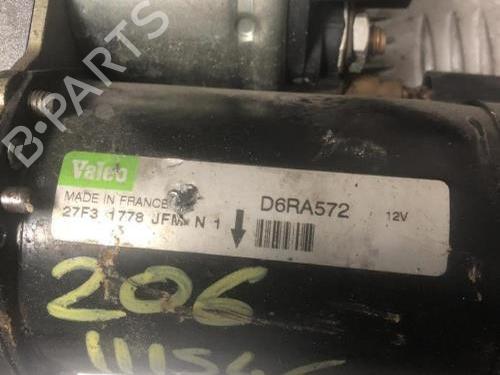 B-PARTS
Valeo
MADE IN FRANCE
D6RA572
12V
27F3 1778 JFM N 1
206